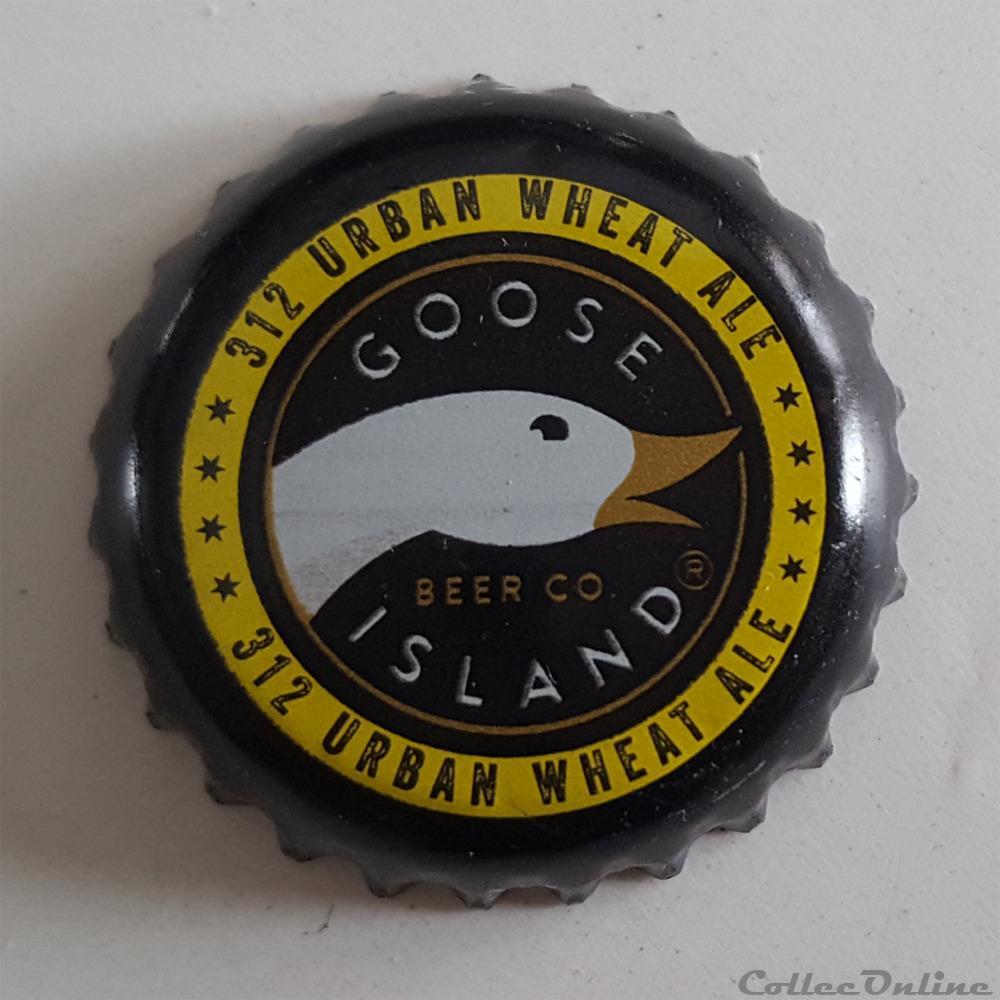 312 URBAN WHEAT ALE
GOOSE
BEER CO.
ISLAND®
312 URBAN WHEAT ALE
CollecOnline